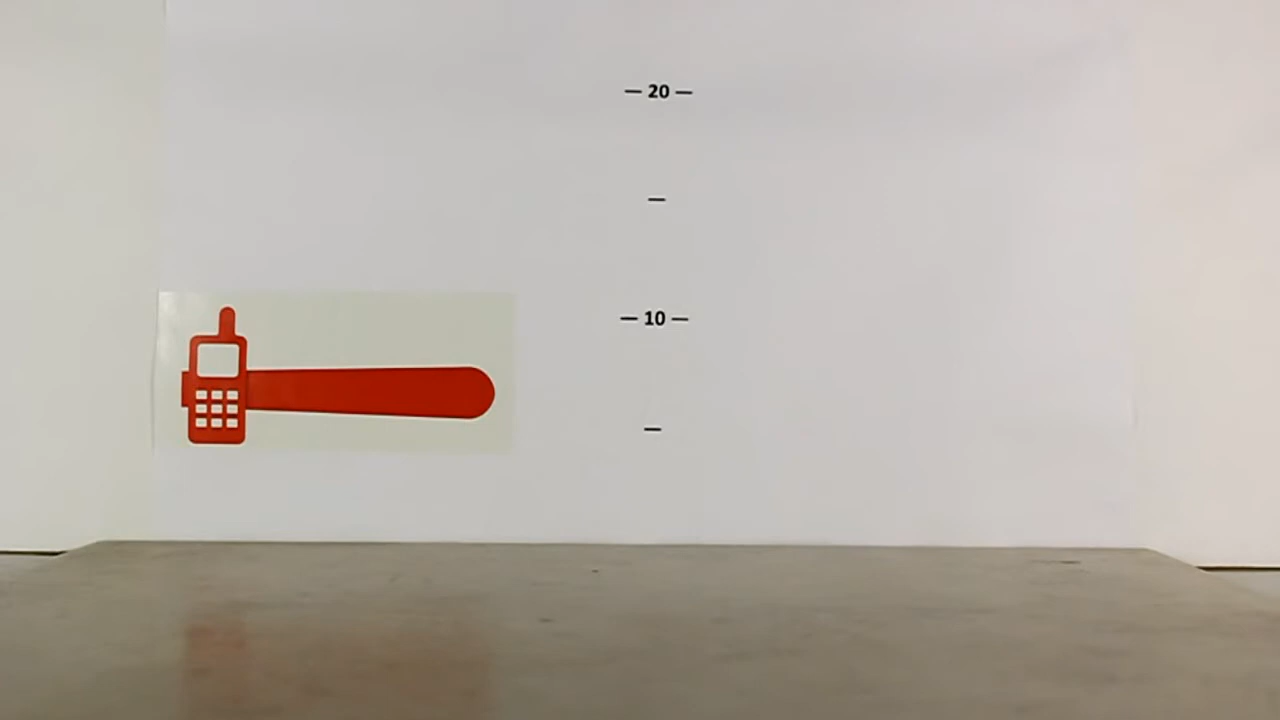 — 20 —
—
— 10 —
—